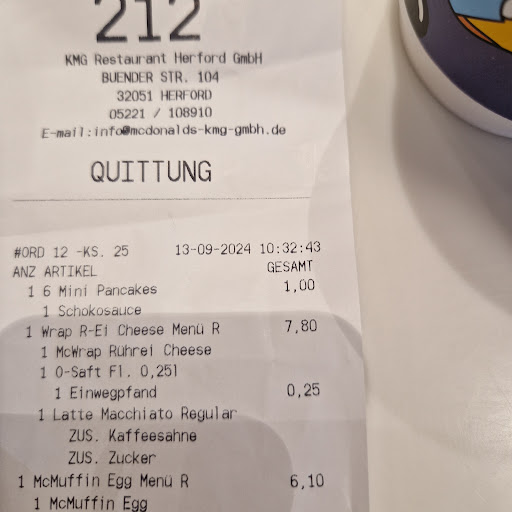 212
KMG Restaurant Herford GmbH
BUENDER STR. 104
32051 HERFORD
05221 / 108910
E-mail:info@mcdonalds-kmg-gmbh.de
QUITTUNG
#ORD 12 -KS. 25 13-09-2024 10:32:43
ANZ ARTIKEL GESAMT
1 6 Mini Pancakes 1,00
1 Schokosauce
1 Wrap R-Ei Cheese Menü R 7,80
1 McWrap Rührei Cheese
1 O-Saft Fl. 0,25l
1 Einwegpfand 0,25
1 Latte Macchiato Regular
ZUS. Kaffeesahne
ZUS. Zucker
1 McMuffin Egg Menü R 6,10
1 McMuffin Egg